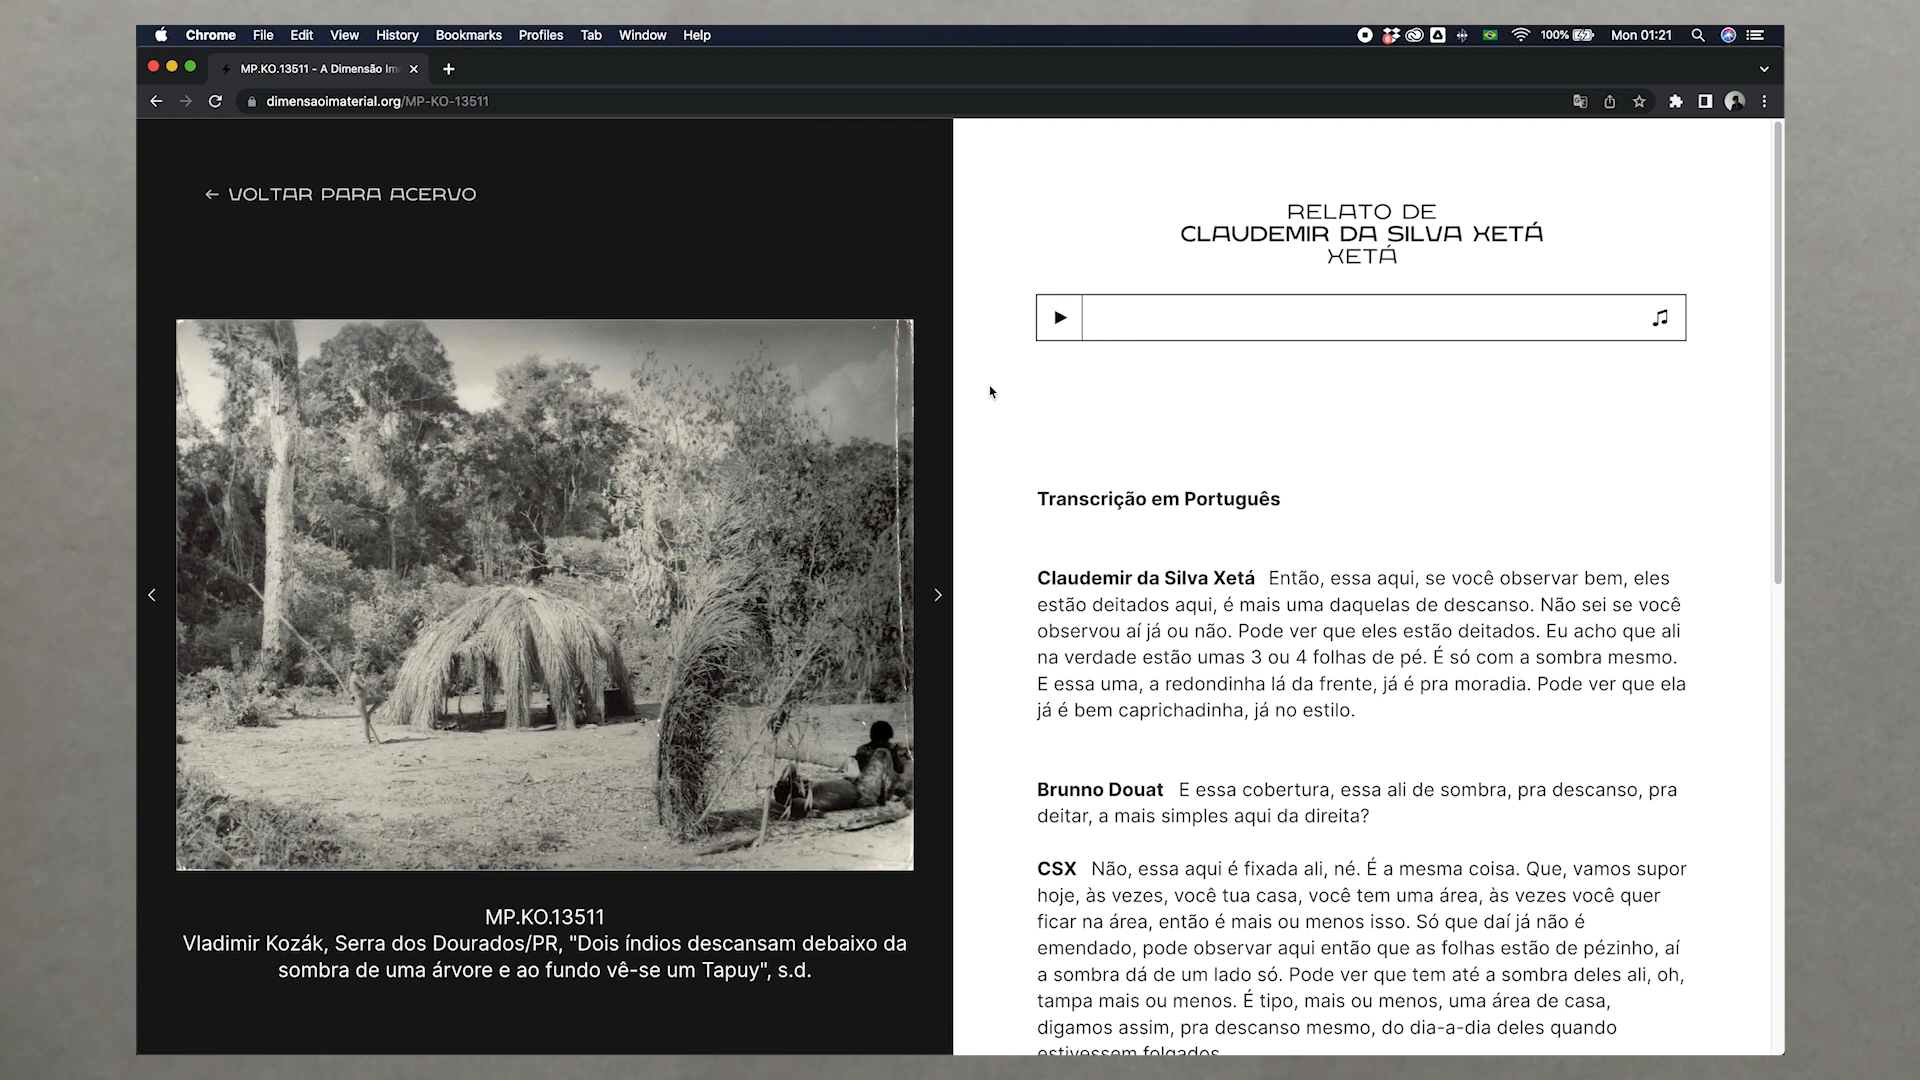 Chrome File Edit View History Bookmarks Profiles Tab Window Help 100% Mon 01:21
MP.KO.13511 - A Dimensão Im
dimensaoimaterial.org/MP-KO-13511
← VOLTAR PARA ACERVO
MP.KO.13511
Vladimir Kozák, Serra dos Dourados/PR, "Dois índios descansam debaixo da
sombra de uma árvore e ao fundo vê-se um Tapuy", s.d.
RELATO DE
CLAUDEMIR DA SILVA XETÁ
XETÁ
Transcrição em Português
Claudemir da Silva Xetá Então, essa aqui, se você observar bem, eles
estão deitados aqui, é mais uma daquelas de descanso. Não sei se você
observou aí já ou não. Pode ver que eles estão deitados. Eu acho que ali
na verdade estão umas 3 ou 4 folhas de pé. É só com a sombra mesmo.
E essa uma, a redondinha lá da frente, já é pra moradia. Pode ver que ela
já é bem caprichadinha, já no estilo.
Brunno Douat E essa cobertura, essa ali de sombra, pra descanso, pra
deitar, a mais simples aqui da direita?
CSX Não, essa aqui é fixada ali, né. É a mesma coisa. Que, vamos supor
hoje, às vezes, você tua casa, você tem uma área, às vezes você quer
ficar na área, então é mais ou menos isso. Só que daí já não é
emendado, pode observar aqui então que as folhas estão de pézinho, aí
a sombra dá de um lado só. Pode ver que tem até a sombra deles ali, oh,
tampa mais ou menos. É tipo, mais ou menos, uma área de casa,
digamos assim, pra descanso mesmo, do dia-a-dia deles quando
estivessem folgados